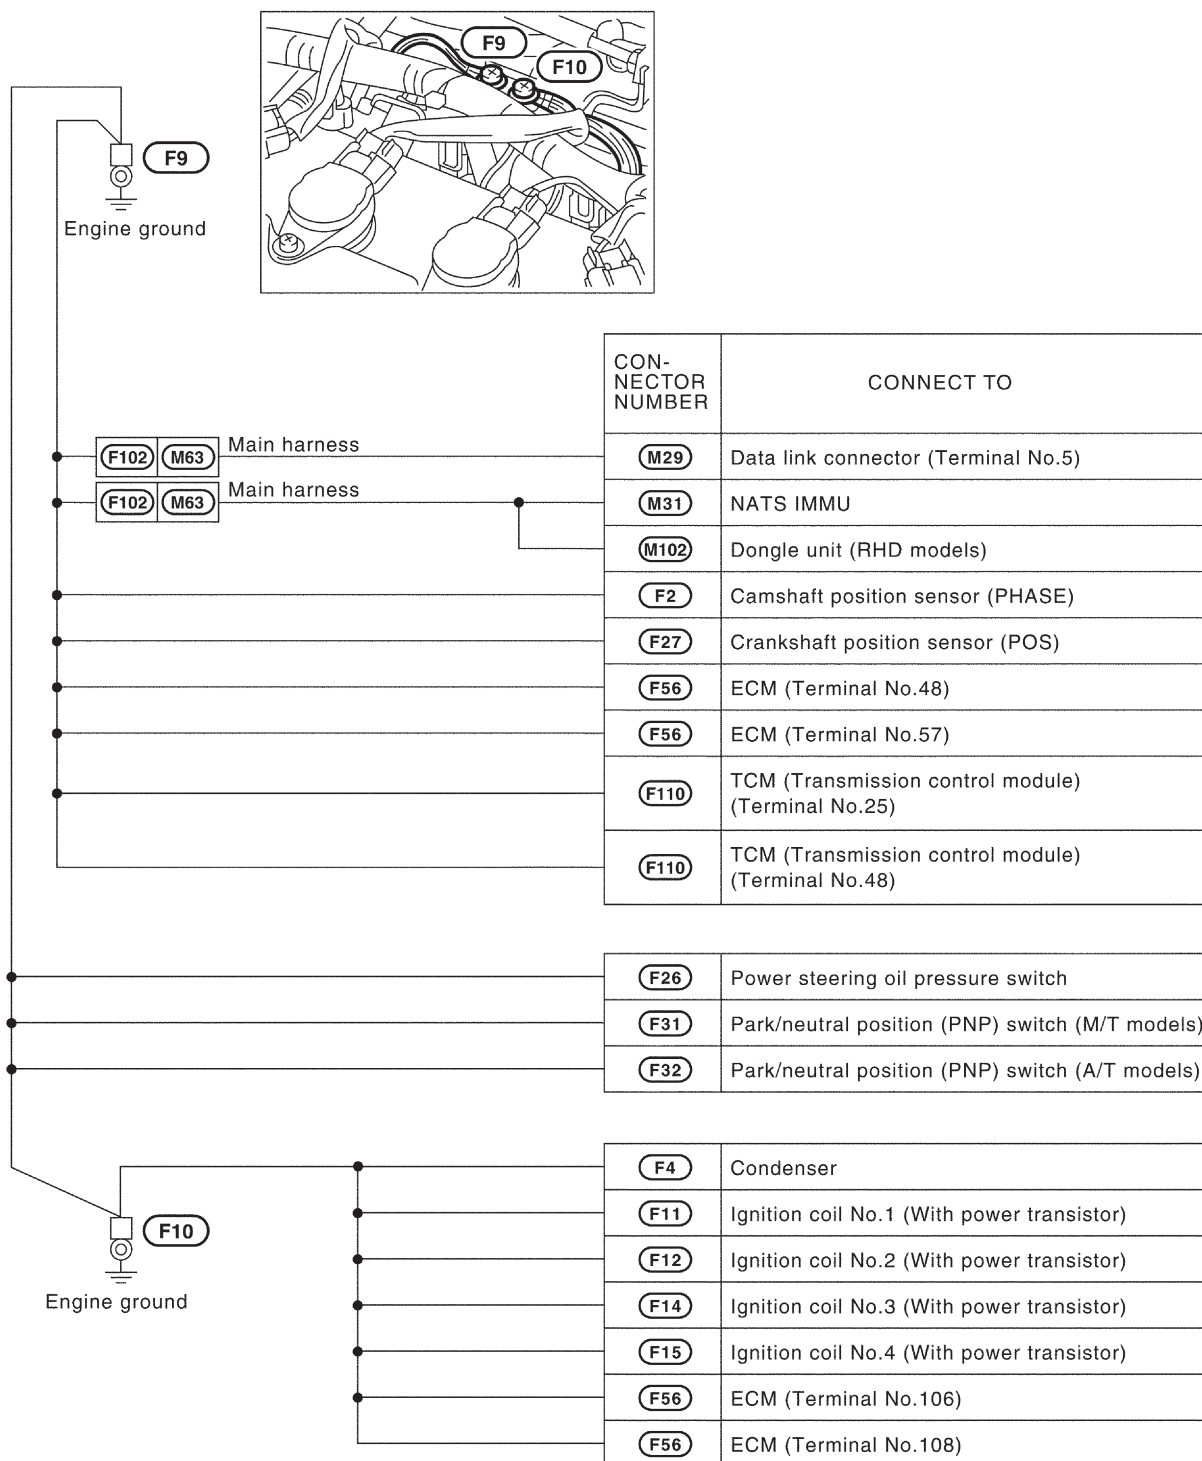 F9
F10
F9
Engine ground
CON-
NECTOR
NUMBER
CONNECT TO
F102 M63 Main harness
M29 Data link connector (Terminal No.5)
F102 M63 Main harness
M31 NATS IMMU
M102 Dongle unit (RHD models)
F2 Camshaft position sensor (PHASE)
F27 Crankshaft position sensor (POS)
F56 ECM (Terminal No.48)
F56 ECM (Terminal No.57)
F110 TCM (Transmission control module)
(Terminal No.25)
F110 TCM (Transmission control module)
(Terminal No.48)
F26 Power steering oil pressure switch
F31 Park/neutral position (PNP) switch (M/T models)
F32 Park/neutral position (PNP) switch (A/T models)
F4 Condenser
F11 Ignition coil No.1 (With power transistor)
F10
F12 Ignition coil No.2 (With power transistor)
Engine ground
F14 Ignition coil No.3 (With power transistor)
F15 Ignition coil No.4 (With power transistor)
F56 ECM (Terminal No.106)
F56 ECM (Terminal No.108)